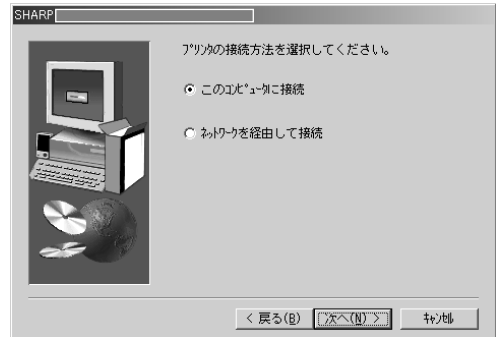 SHARP
ﾌﾟﾘﾝﾀの接続方法を選択してください。
このｺﾝﾋﾟｭｰﾀに接続
ﾈｯﾄﾜｰｸを経由して接続
< 戻る(B)
次へ(N) >
ｷｬﾝｾﾙ